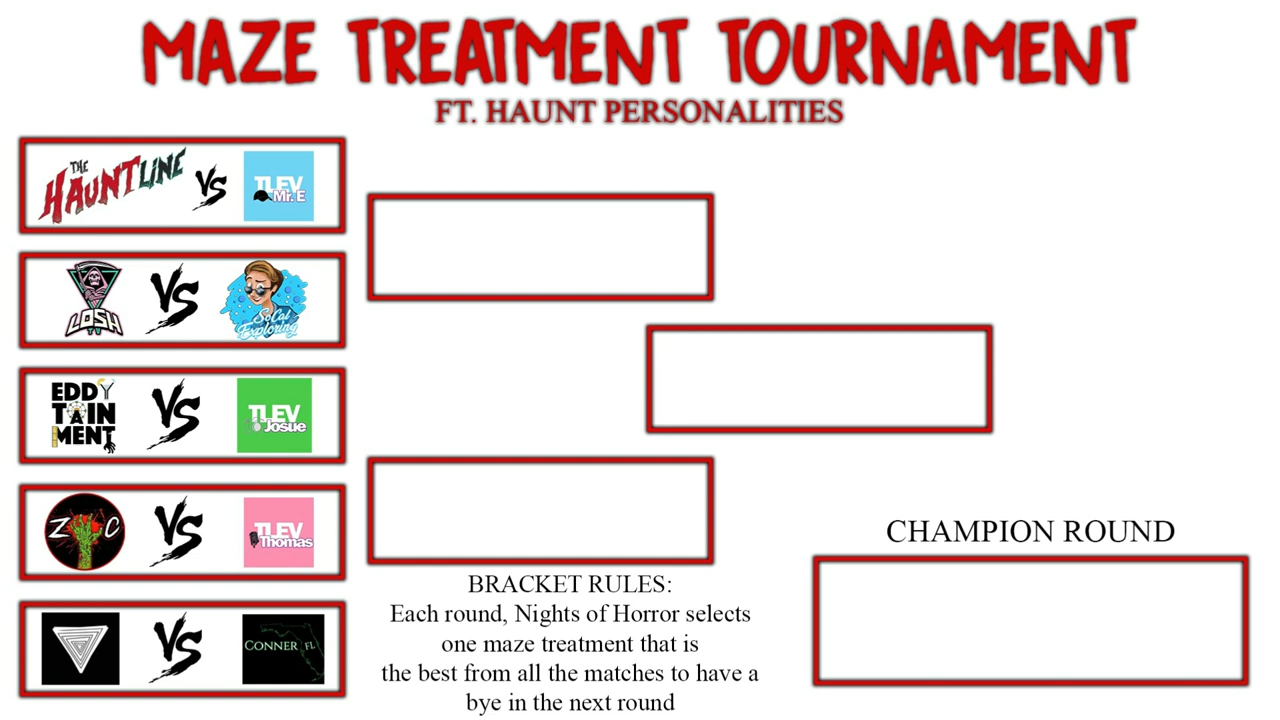 MAZE TREATMENT TOURNAMENT
FT. HAUNT PERSONALITIES
THE
HAUNTLINE
VS
TLEV
Mr. E
LOSH
TV
VS
SoCal
Exploring
EDDY
TAIN
MENT
VS
TLEV
Josue
Z C
VS
TLEV
Thomas
VS
CONNER FL
BRACKET RULES:
Each round, Nights of Horror selects
one maze treatment that is
the best from all the matches to have a
bye in the next round
CHAMPION ROUND